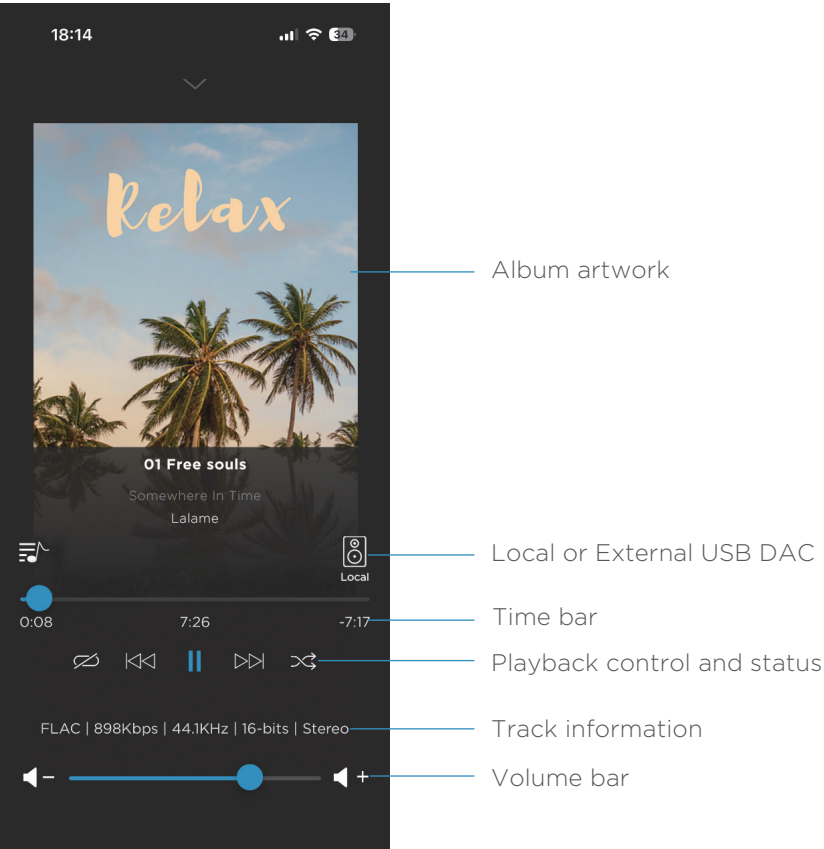 18:14
34
Relax
Album artwork
01 Free souls
Somewhere In Time
Lalame
Local
Local or External USB DAC
0:08 7:26 -7:17
Time bar
Playback control and status
FLAC | 898Kbps | 44.1KHz | 16-bits | Stereo
Track information
Volume bar